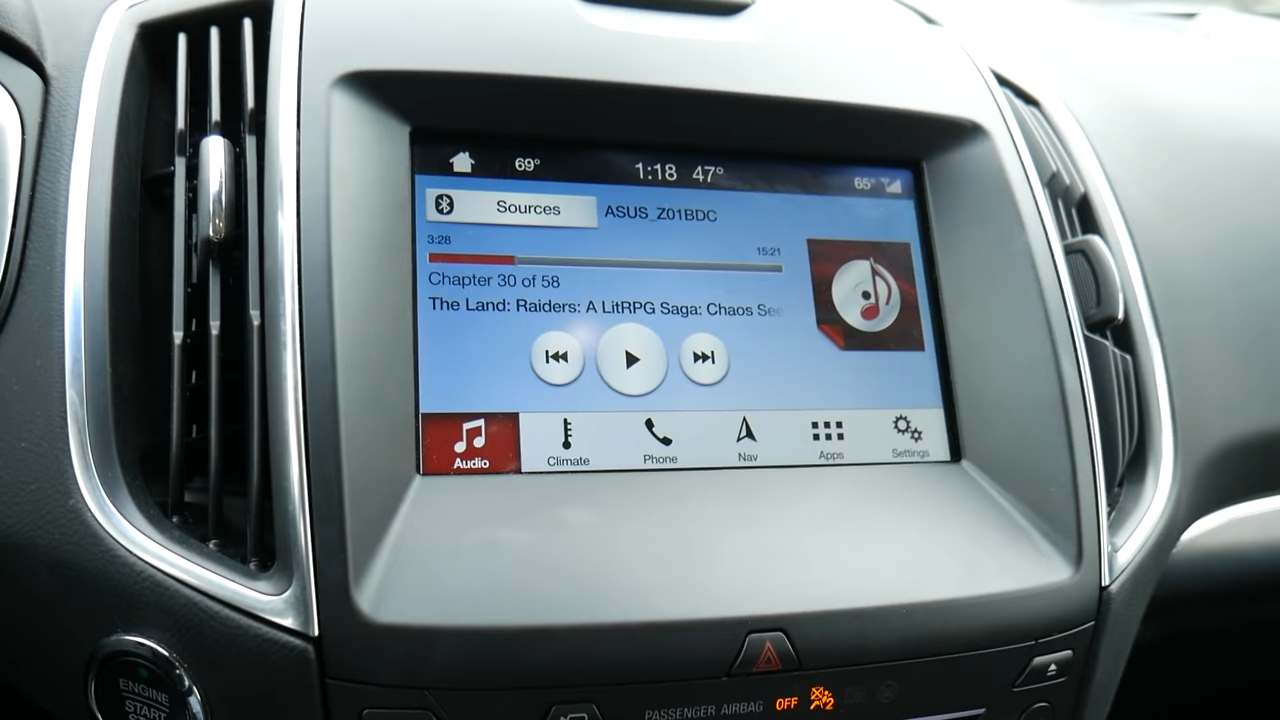 69° 1:18 47° 65°
Sources ASUS_Z01BDC
3:28 15:21
Chapter 30 of 58
The Land: Raiders: A LitRPG Saga: Chaos See
Audio Climate Phone Nav Apps Settings
ENGINE
START
PASSENGER AIRBAG OFF 2